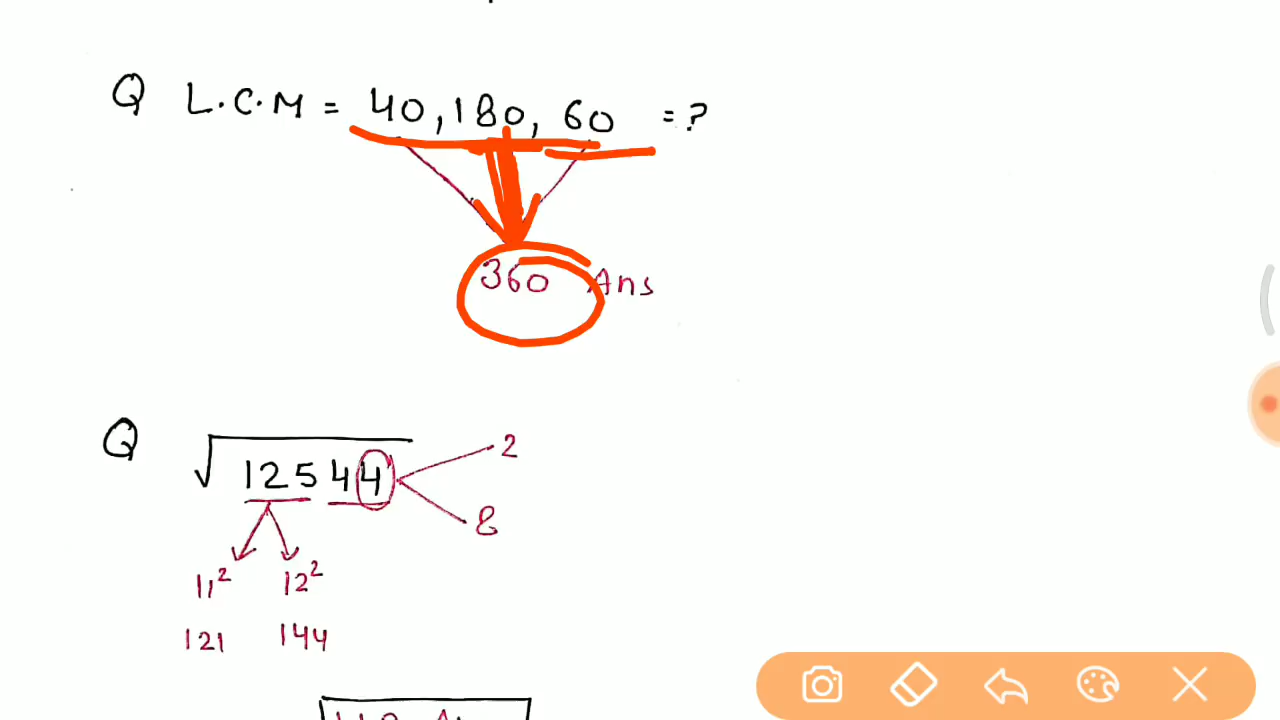 Q L.C.M = 40, 180, 60 = ?
360 Ans
Q √12544 2
8
11² 12²
121 144